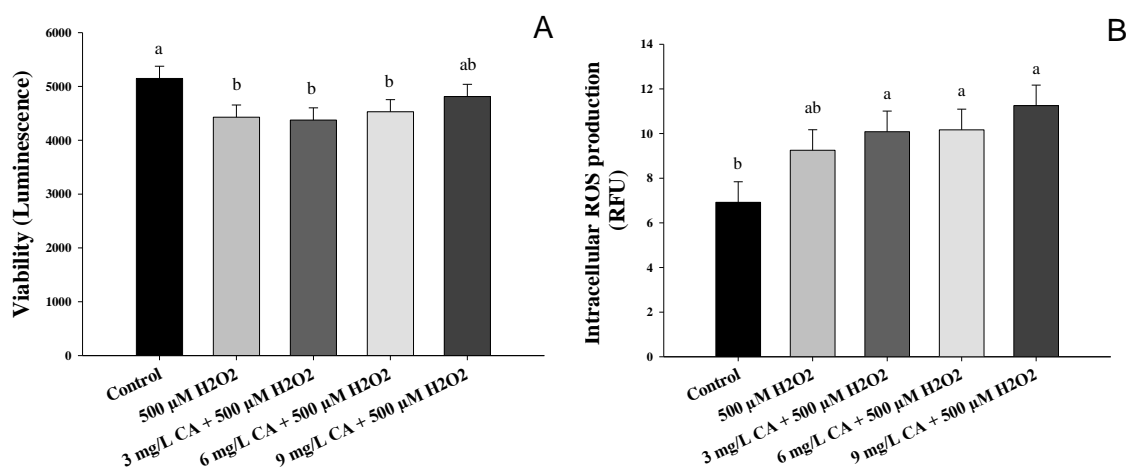 A
Viability (Luminescence)
6000
5000
4000
3000
2000
1000
0
a
b
b
b
ab
Control
500 µM H2O2
3 mg/L CA + 500 µM H2O2
6 mg/L CA + 500 µM H2O2
9 mg/L CA + 500 µM H2O2
B
Intracellular ROS production
(RFU)
14
12
10
8
6
4
2
0
b
ab
a
a
a
Control
500 µM H2O2
3 mg/L CA + 500 µM H2O2
6 mg/L CA + 500 µM H2O2
9 mg/L CA + 500 µM H2O2